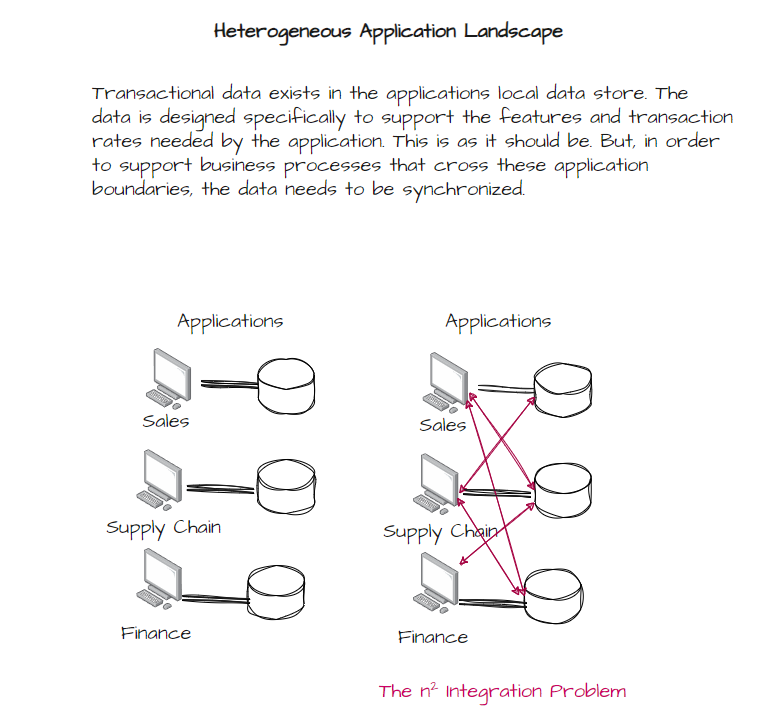 Heterogeneous Application Landscape
Transactional data exists in the applications local data store. The
data is designed specifically to support the features and transaction
rates needed by the application. This is as it should be. But, in order
to support business processes that cross these application
boundaries, the data needs to be synchronized.
Applications
Applications
Sales
Sales
Supply Chain
Supply Chain
Finance
Finance
The n² Integration Problem